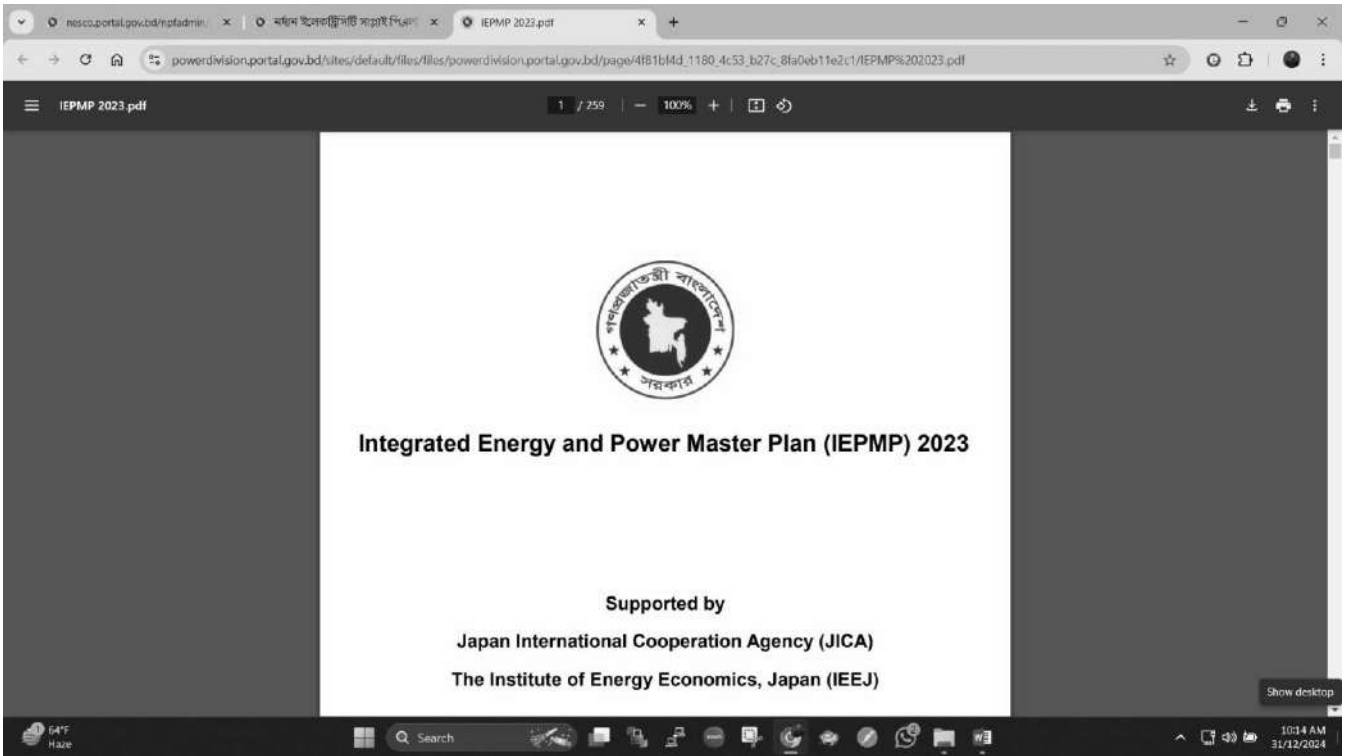 nesco.portal.gov.bd/npfadmin
IEPMP 2023.pdf
powerdivision.portal.gov.bd/sites/default/files/files/powerdivision.portal.gov.bd/page/4f81bf4d_1180_4c53_b27c_8fa0eb11e2c1/IEPMP%202023.pdf
IEPMP 2023.pdf
1 / 259
100%
গণপ্রজাতন্ত্রী বাংলাদেশ
সরকার
Integrated Energy and Power Master Plan (IEPMP) 2023
Supported by
Japan International Cooperation Agency (JICA)
The Institute of Energy Economics, Japan (IEEJ)
Show desktop
64°F
Haze
Search
10:14 AM
31/12/2024